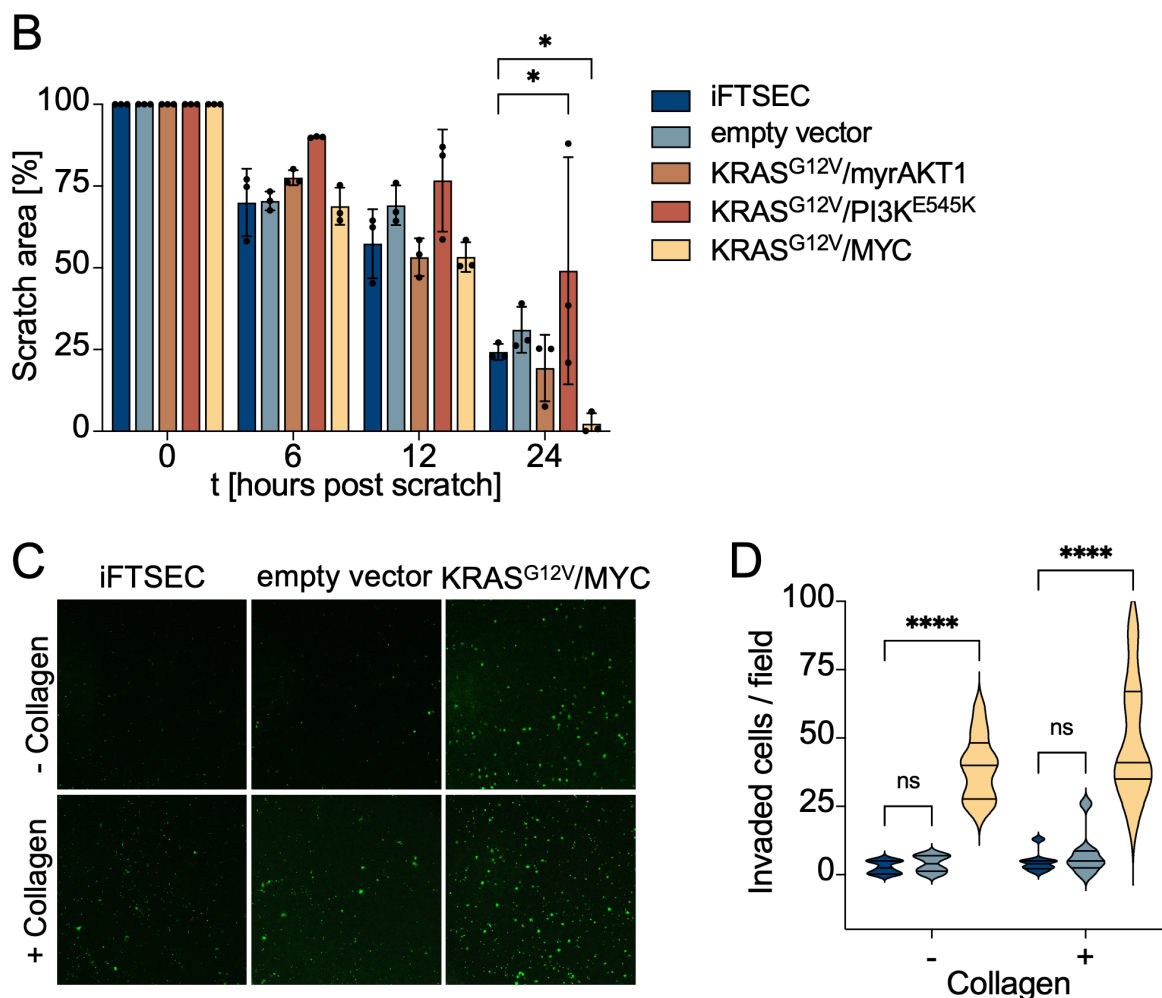 B
*
*
100
75
50
25
0
Scratch area [%]
0 6 12 24
t [hours post scratch]
iFTSEC
empty vector
KRASG12V/myrAKT1
KRASG12V/PI3KE545K
KRASG12V/MYC
C
iFTSEC empty vector KRASG12V/MYC
- Collagen
+ Collagen
D
****
****
ns
ns
100
75
50
25
0
Invaded cells / field
- +
Collagen